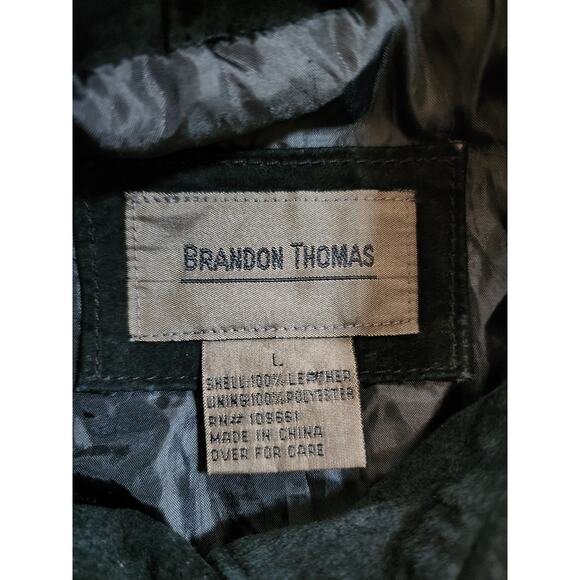 BRANDON THOMAS
L
SHELL:100% LEATHER
LINING:100% POLYESTER
RN# 109661
MADE IN CHINA
OVER FOR CARE